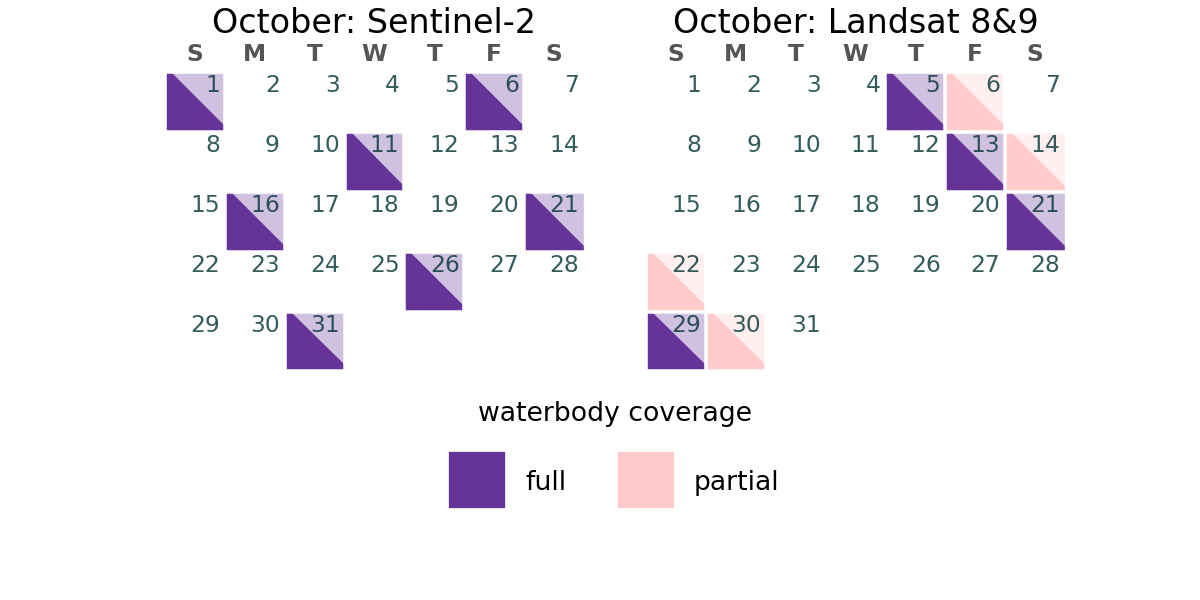 October: Sentinel-2
S M T W T F S
1 2 3 4 5 6 7
8 9 10 11 12 13 14
15 16 17 18 19 20 21
22 23 24 25 26 27 28
29 30 31
October: Landsat 8&9
S M T W T F S
1 2 3 4 5 6 7
8 9 10 11 12 13 14
15 16 17 18 19 20 21
22 23 24 25 26 27 28
29 30 31
waterbody coverage
full partial